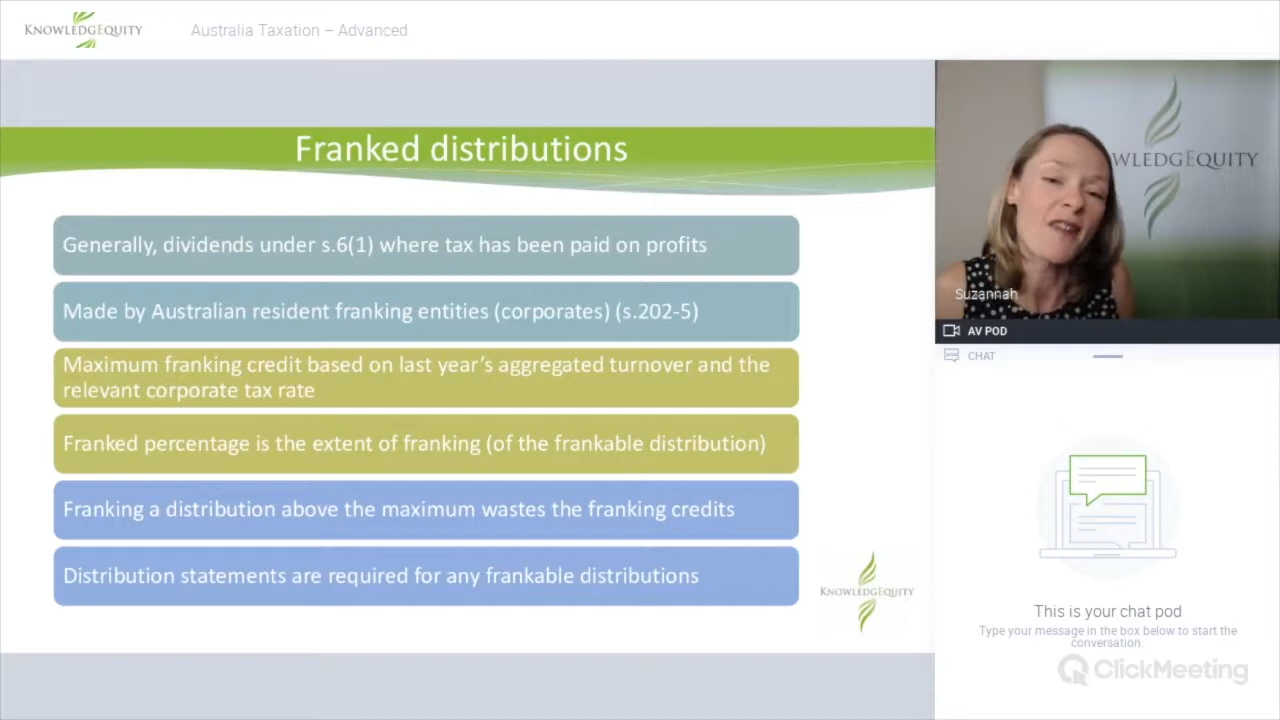 KNOWLEDGEQUITY
Australia Taxation – Advanced
Franked distributions
Generally, dividends under s.6(1) where tax has been paid on profits
Made by Australian resident franking entities (corporates) (s.202-5)
Maximum franking credit based on last year's aggregated turnover and the
relevant corporate tax rate
Franked percentage is the extent of franking (of the frankable distribution)
Franking a distribution above the maximum wastes the franking credits
Distribution statements are required for any frankable distributions
KNOWLEDGEQUITY
WLEDGEQUITY
Suzannah
AV POD
CHAT
This is your chat pod
Type your message in the box below to start the
conversation.
ClickMeeting